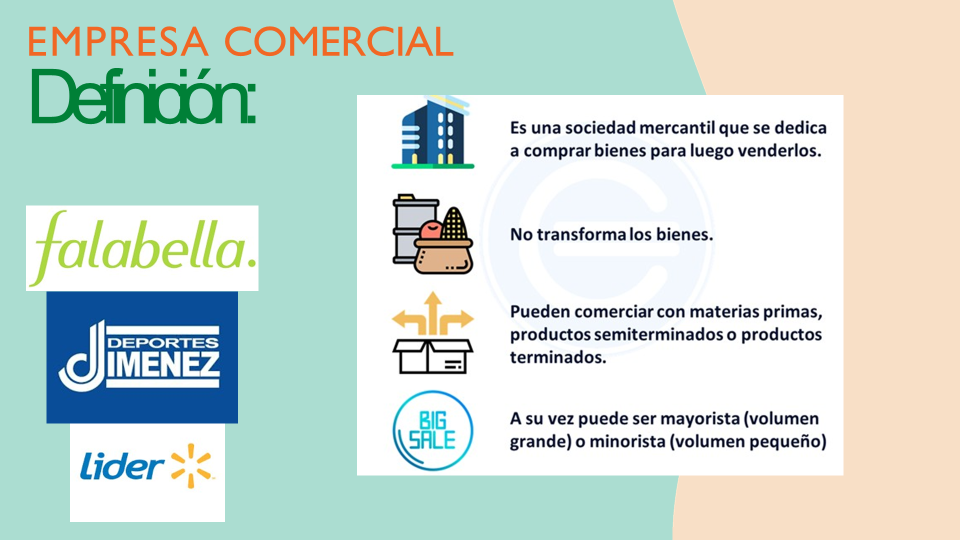 EMPRESA COMERCIAL
Definición:
falabella.
DEPORTES
JIMENEZ
lider
Es una sociedad mercantil que se dedica
a comprar bienes para luego venderlos.
No transforma los bienes.
Pueden comerciar con materias primas,
productos semiterminados o productos
terminados.
BIG
SALE
A su vez puede ser mayorista (volumen
grande) o minorista (volumen pequeño)